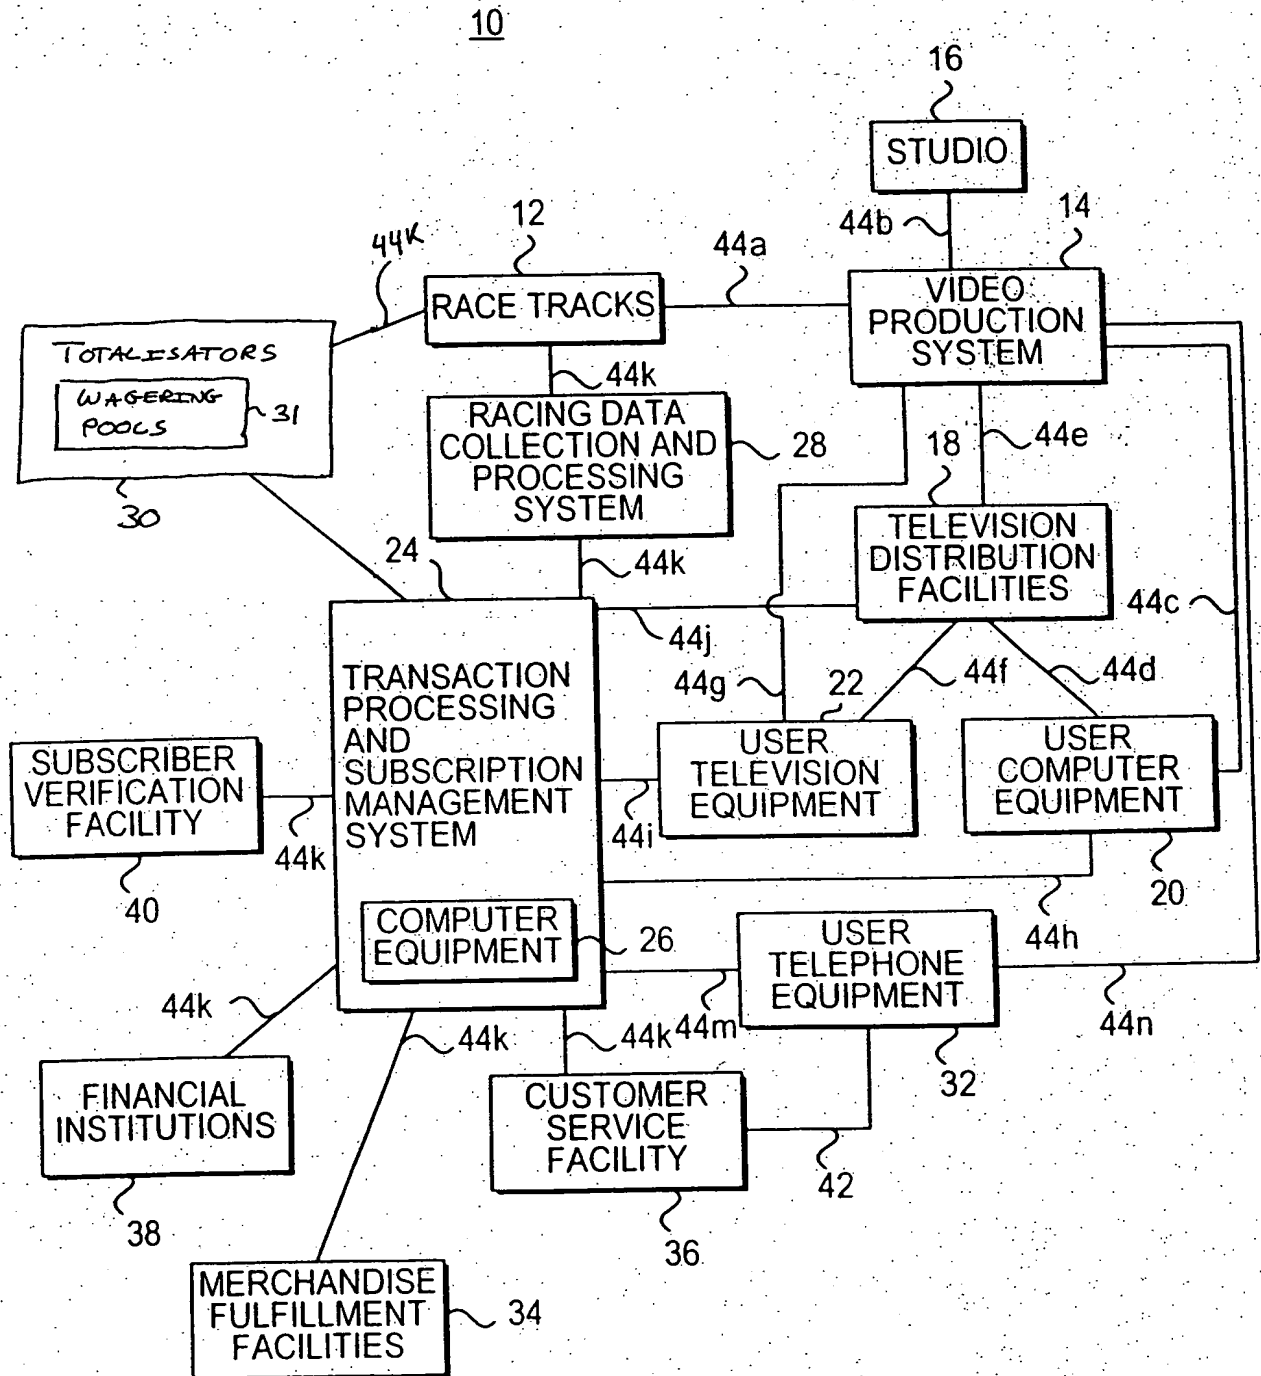 10
16
STUDIO
44b
14
12
44K
44a
RACE TRACKS
VIDEO
PRODUCTION
SYSTEM
TOTALISATORS
WAGERING
POOLS
31
30
44k
RACING DATA
COLLECTION AND
PROCESSING
SYSTEM
28
44e
18
TELEVISION
DISTRIBUTION
FACILITIES
24
44k
44j
44c
44g
22
44f
44d
TRANSACTION
PROCESSING
AND
SUBSCRIPTION
MANAGEMENT
SYSTEM
SUBSCRIBER
VERIFICATION
FACILITY
44k
40
USER
TELEVISION
EQUIPMENT
44i
USER
COMPUTER
EQUIPMENT
20
44h
COMPUTER
EQUIPMENT
26
USER
TELEPHONE
EQUIPMENT
44m
44n
32
44k
44k
44k
FINANCIAL
INSTITUTIONS
38
CUSTOMER
SERVICE
FACILITY
42
36
MERCHANDISE
FULFILLMENT
FACILITIES
34